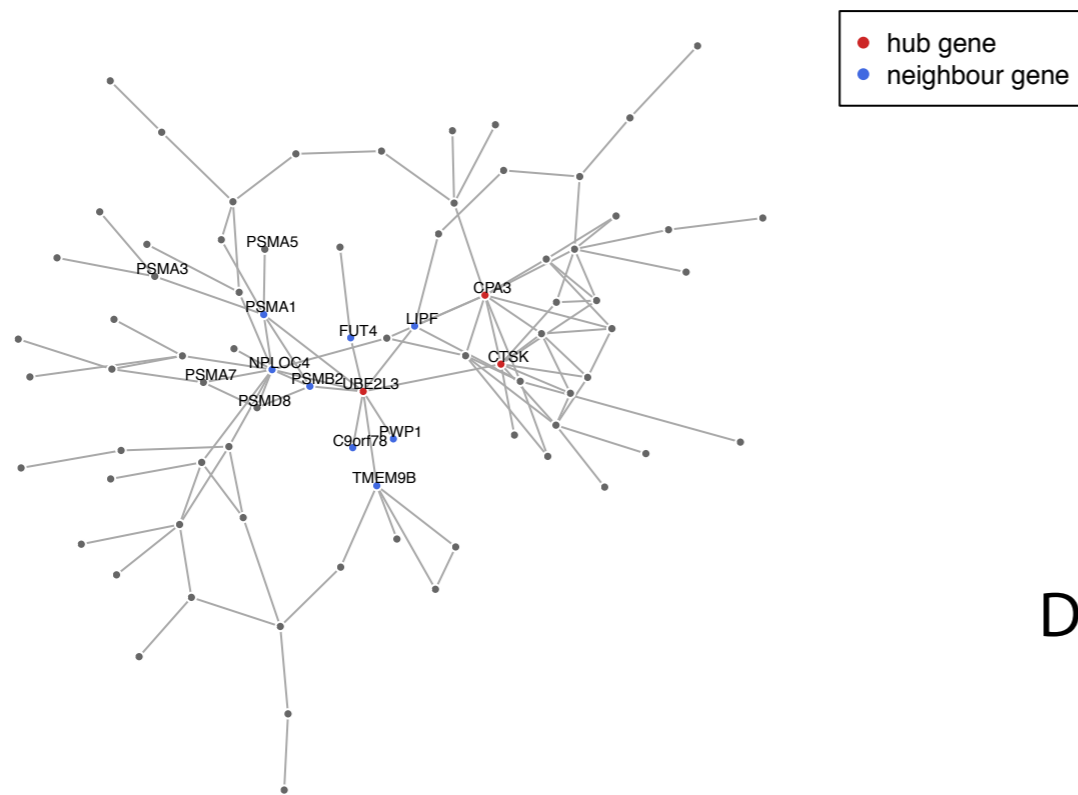 hub gene
neighbour gene
PSMA5
PSMA3
CPA3
PSMA1
LIPF
FUT4
CTSK
NPLOC4
PSMA7
PSMB2
UBE2L3
PSMD8
PWP1
C9orf78
TMEM9B
D